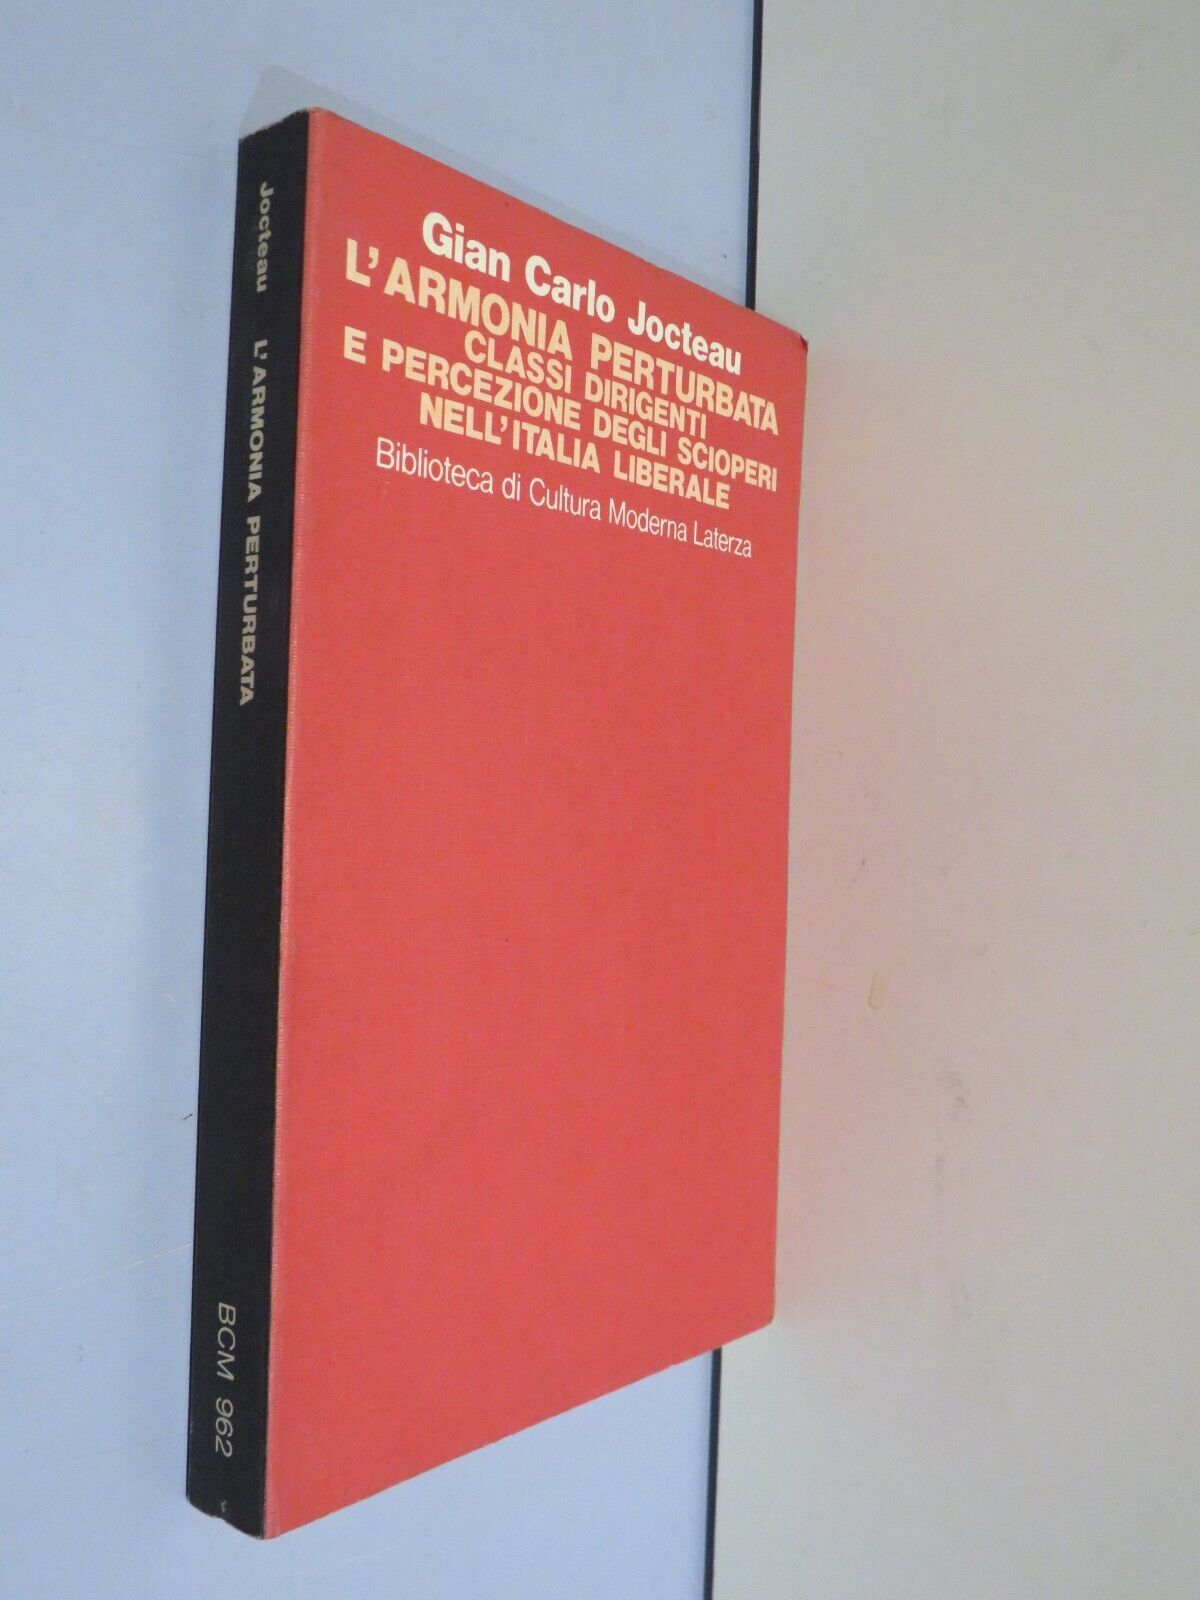 Gian Carlo Jocteau
L'ARMONIA PERTURBATA
CLASSI DIRIGENTI
E PERCEZIONE DEGLI SCIOPERI
NELL'ITALIA LIBERALE
Biblioteca di Cultura Moderna Laterza
Jocteau L'ARMONIA PERTURBATA BCM 962